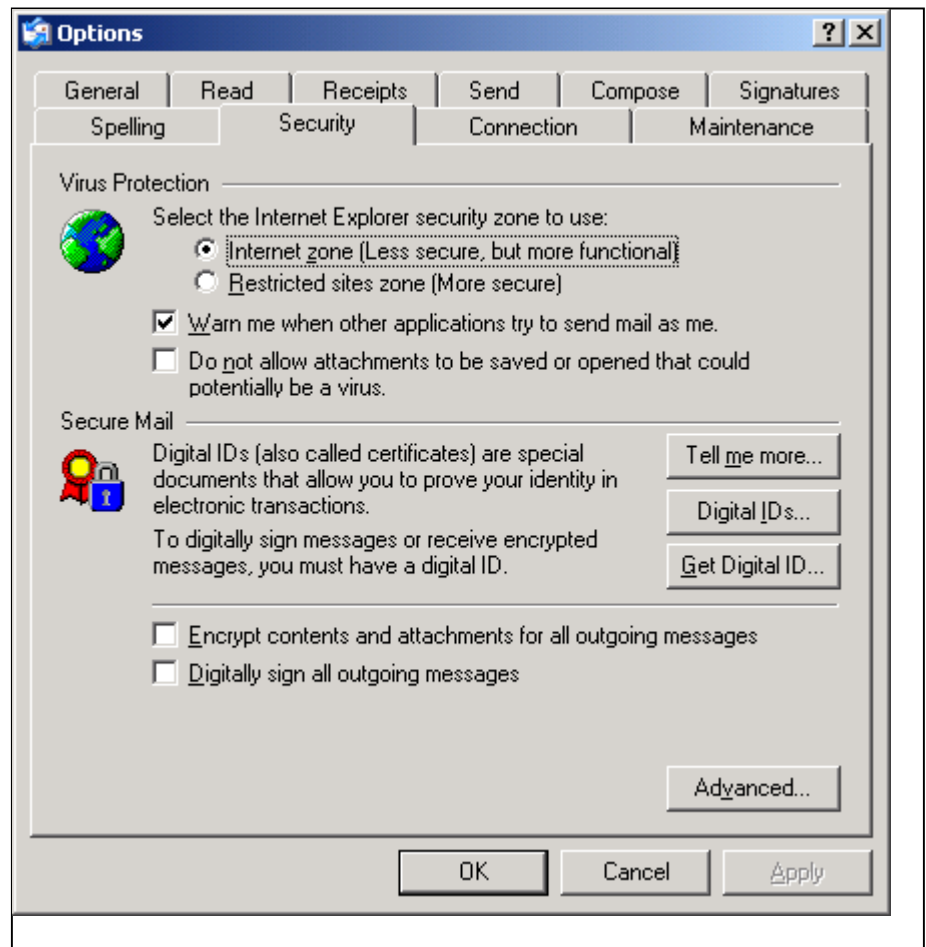 Options
General Read Receipts Send Compose Signatures
Spelling Security Connection Maintenance
Virus Protection
Select the Internet Explorer security zone to use:
Internet zone (Less secure, but more functional)
Restricted sites zone (More secure)
Warn me when other applications try to send mail as me.
Do not allow attachments to be saved or opened that could
potentially be a virus.
Secure Mail
Digital IDs (also called certificates) are special
documents that allow you to prove your identity in
electronic transactions.
Tell me more...
Digital IDs...
To digitally sign messages or receive encrypted
messages, you must have a digital ID.
Get Digital ID...
Encrypt contents and attachments for all outgoing messages
Digitally sign all outgoing messages
Advanced...
OK Cancel Apply